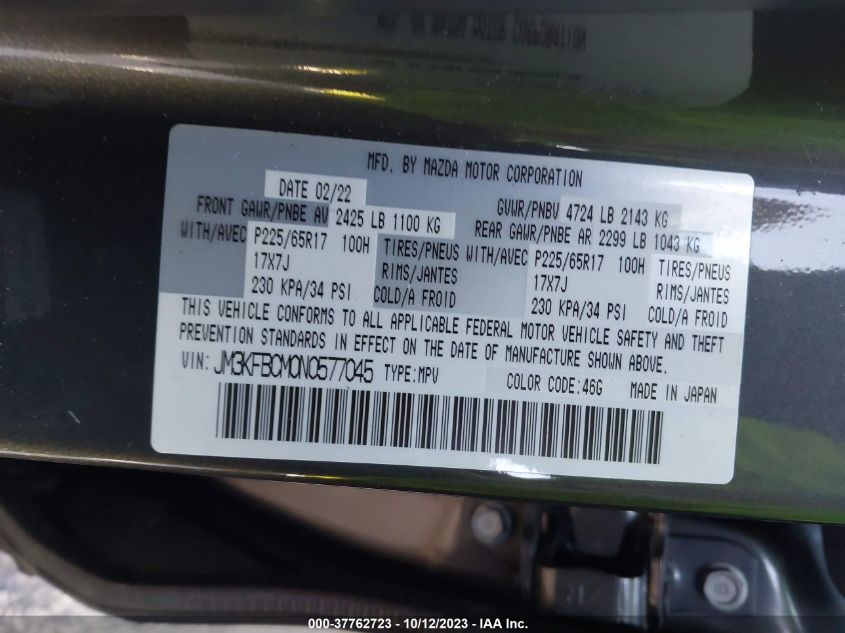 MFD. BY MAZDA MOTOR CORPORATION
DATE 02/22
GVWR/PNBV 4724 LB 2143 KG
FRONT GAWR/PNBE AV 2425 LB 1100 KG
REAR GAWR/PNBE AR 2299 LB 1043 KG
WITH/AVEC P225/65R17 100H TIRES/PNEUS WITH/AVEC P225/65R17 100H TIRES/PNEUS
17X7J RIMS/JANTES 17X7J RIMS/JANTES
230 KPA/34 PSI COLD/A FROID 230 KPA/34 PSI COLD/A FROID
THIS VEHICLE CONFORMS TO ALL APPLICABLE FEDERAL MOTOR VEHICLE SAFETY AND THEFT
PREVENTION STANDARDS IN EFFECT ON THE DATE OF MANUFACTURE SHOWN ABOVE.
VIN: JM3KFBCM0N0577045 TYPE:MPV COLOR CODE:46G MADE IN JAPAN
000-37762723 - 10/12/2023 - IAA Inc.